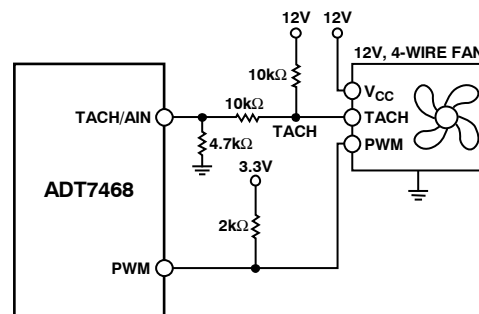 12V 12V
12V, 4-WIRE FAN
10kΩ
VCC
TACH/AIN
10kΩ
TACH
TACH
4.7kΩ
PWM
3.3V
ADT7468
2kΩ
PWM